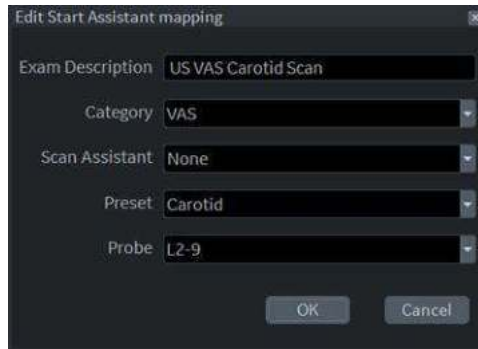 Edit Start Assistant mapping
Exam Description US VAS Carotid Scan
Category VAS
Scan Assistant None
Preset Carotid
Probe L2-9
OK Cancel